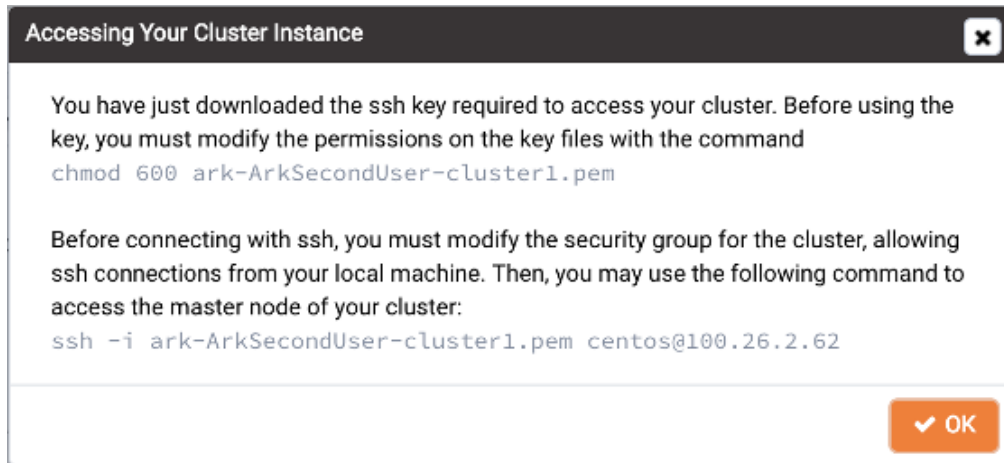 Accessing Your Cluster Instance
You have just downloaded the ssh key required to access your cluster. Before using the
key, you must modify the permissions on the key files with the command
chmod 600 ark-ArkSecondUser-cluster1.pem
Before connecting with ssh, you must modify the security group for the cluster, allowing
ssh connections from your local machine. Then, you may use the following command to
access the master node of your cluster:
ssh -i ark-ArkSecondUser-cluster1.pem centos@100.26.2.62
OK